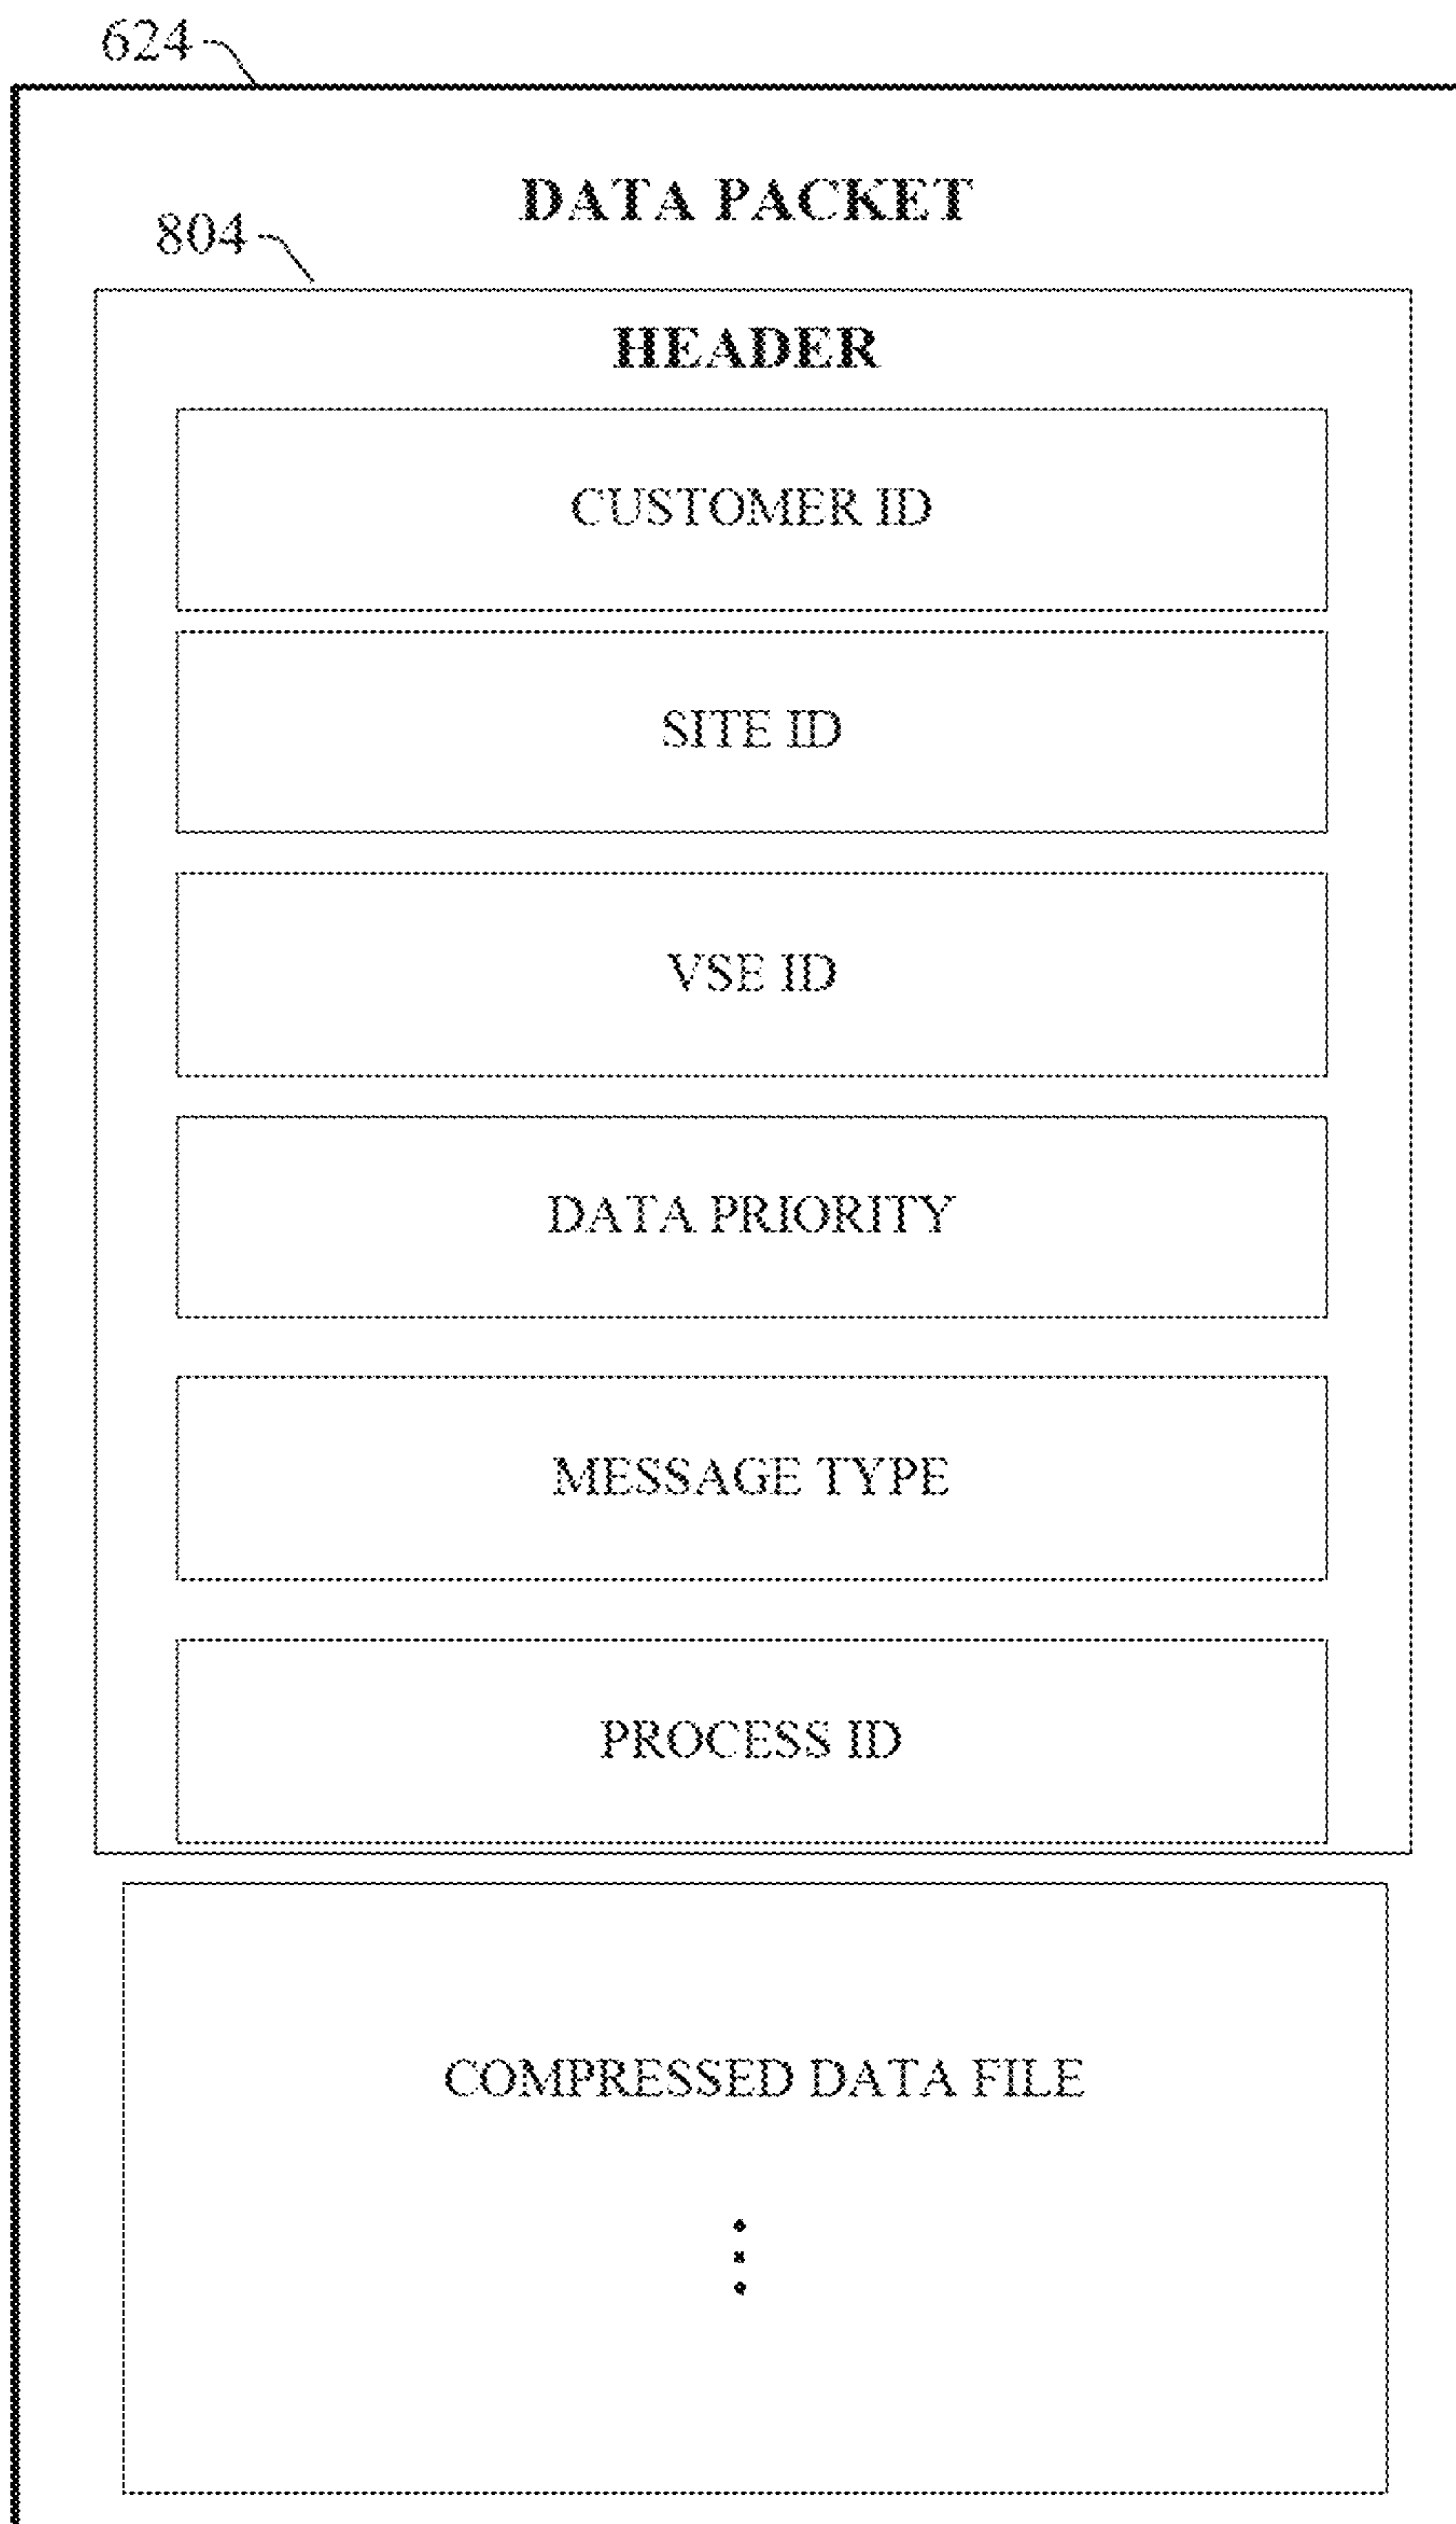 624
DATA PACKET
804
HEADER
CUSTOMER ID
SITE ID
VSE ID
DATA PRIORITY
MESSAGE TYPE
PROCESS ID
COMPRESSED DATA FILE